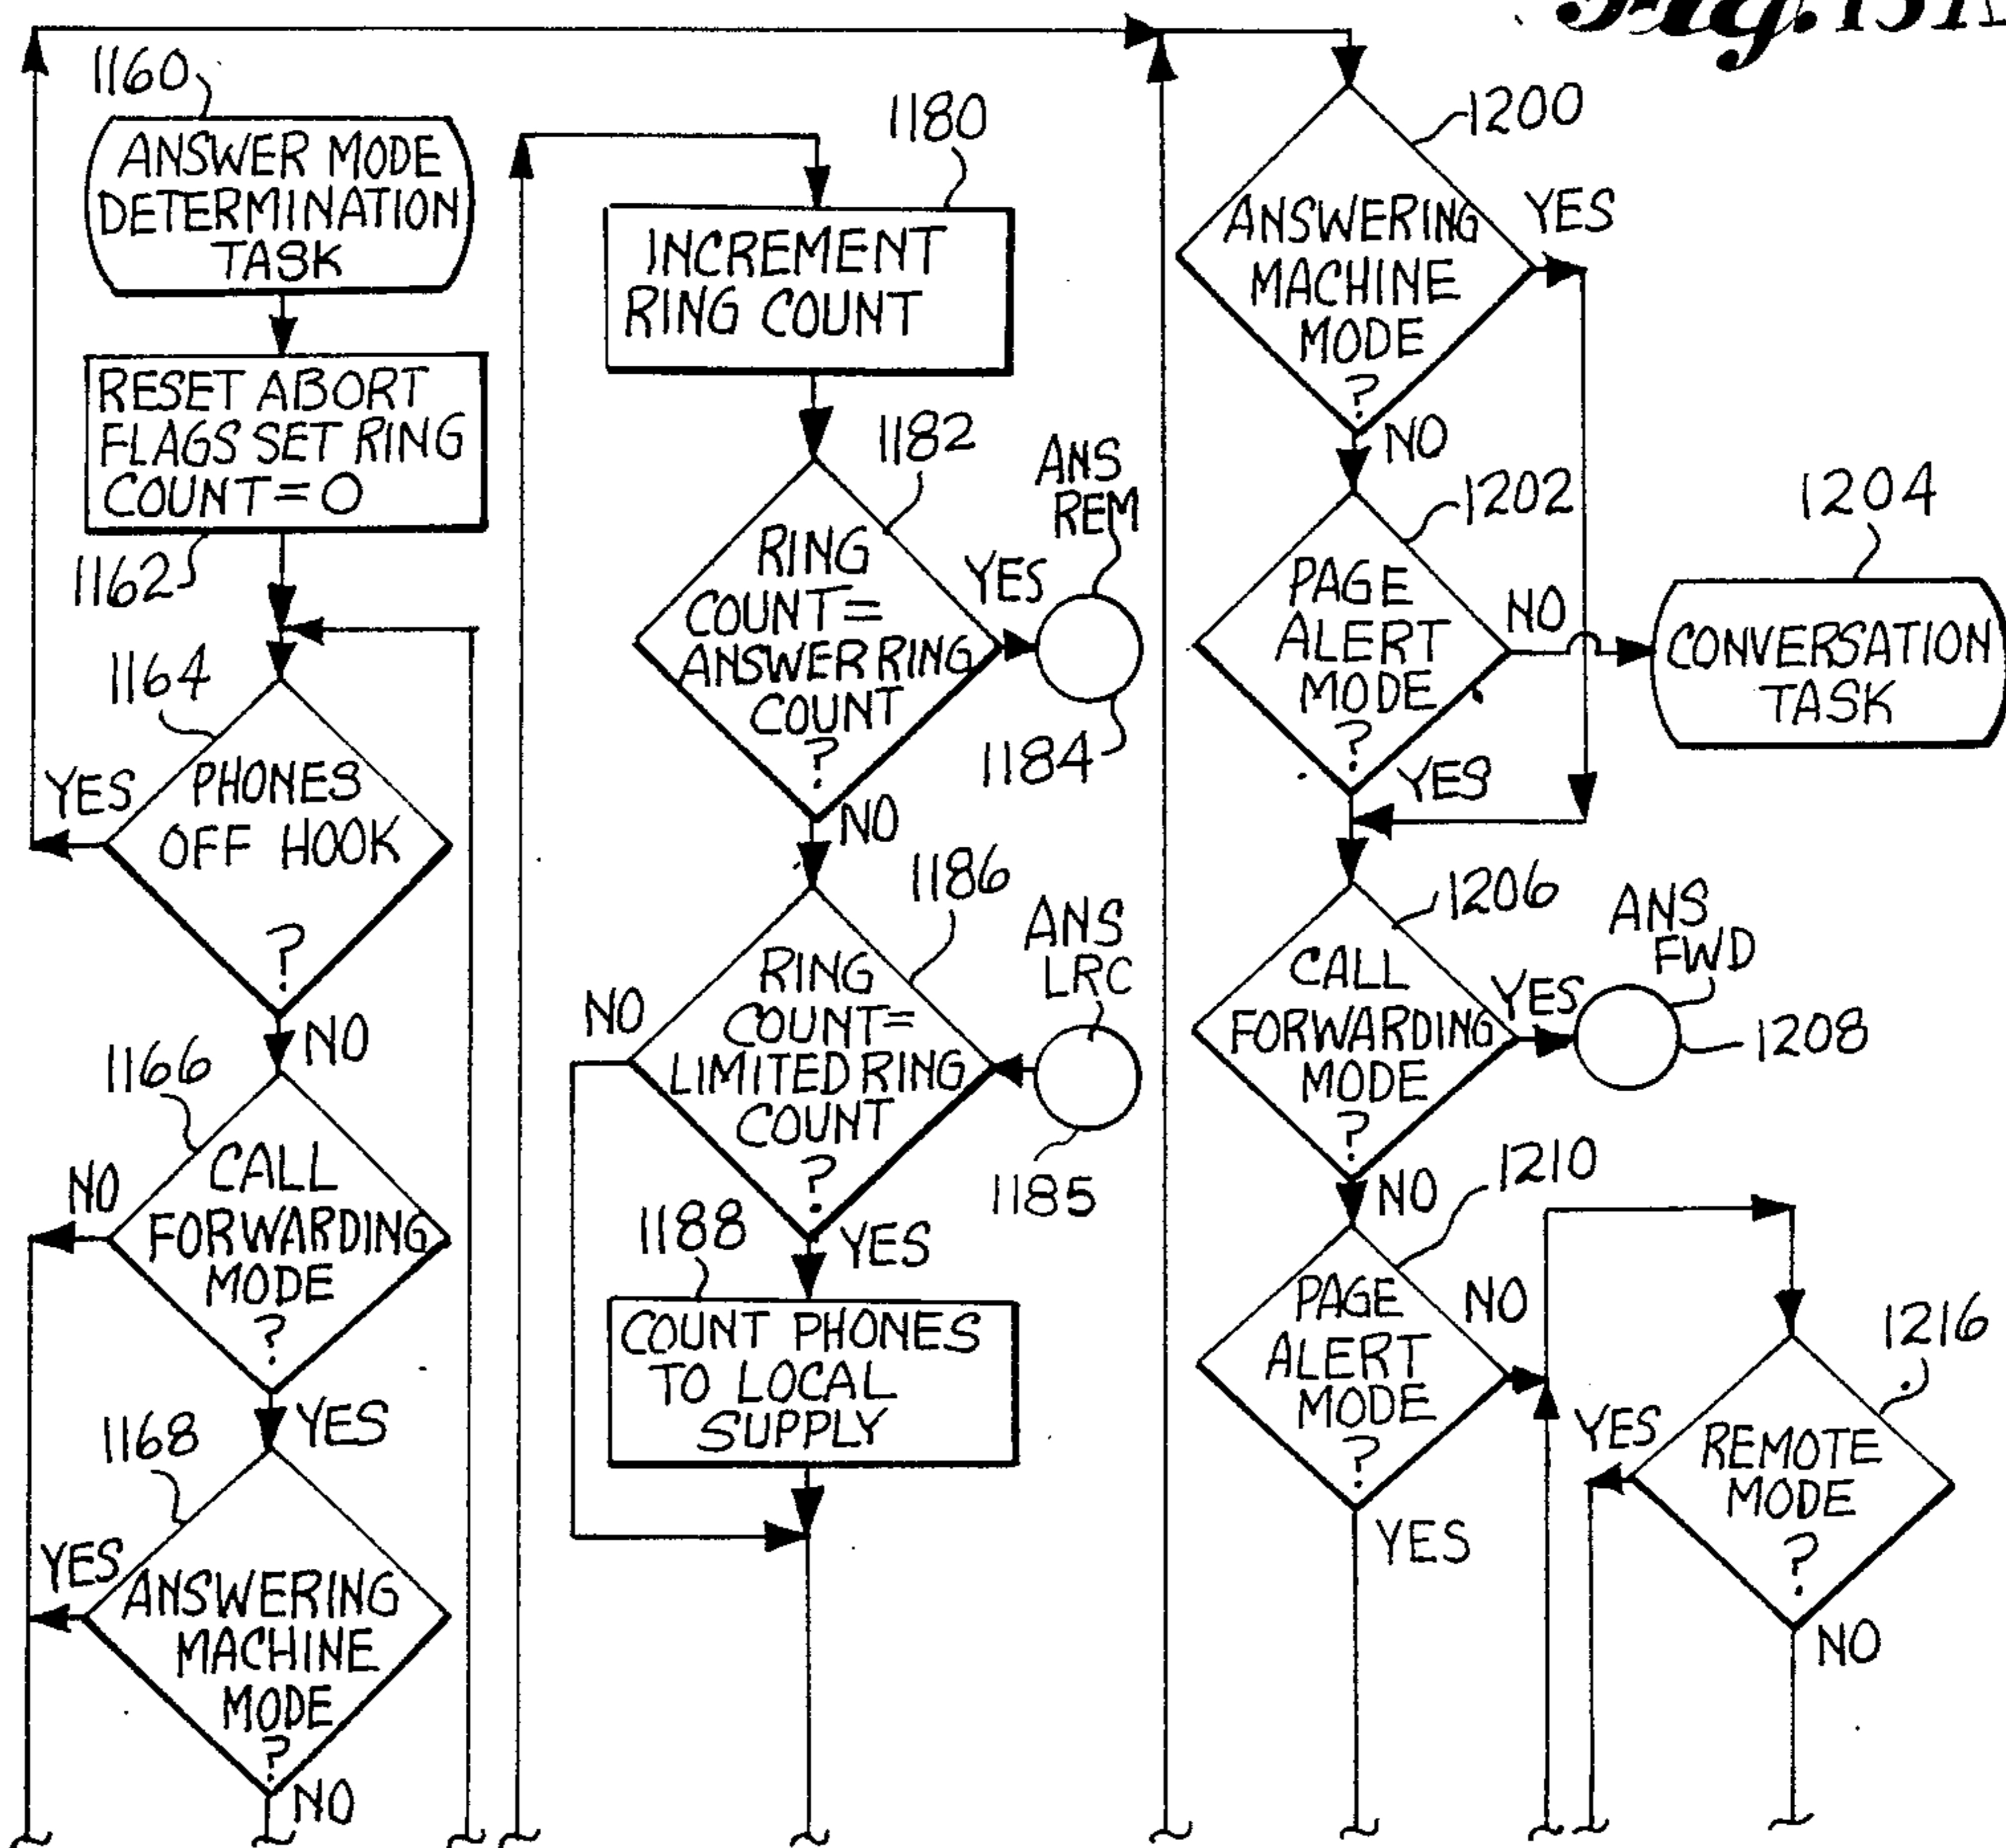 Fig. 15A
1160
ANSWER MODE
DETERMINATION
TASK
RESET ABORT
FLAGS SET RING
COUNT = 0
1162
1164
PHONES
OFF HOOK
?
YES
NO
1166
CALL
FORWARDING
MODE
?
NO
YES
1168
ANSWERING
MACHINE
MODE
?
YES
NO
1180
INCREMENT
RING COUNT
1182
RING
COUNT =
ANSWER RING
COUNT
?
YES
ANS
REM
1184
NO
1186
RING
COUNT =
LIMITED RING
COUNT
?
NO
ANS
LRC
1185
YES
1188
COUNT PHONES
TO LOCAL
SUPPLY
1200
ANSWERING
MACHINE
MODE
?
YES
NO
1202
PAGE
ALERT
MODE
?
NO
1204
CONVERSATION
TASK
YES
1206
CALL
FORWARDING
MODE
?
YES
ANS
FWD
1208
NO
1210
PAGE
ALERT
MODE
?
NO
YES
1216
REMOTE
MODE
?
YES
NO